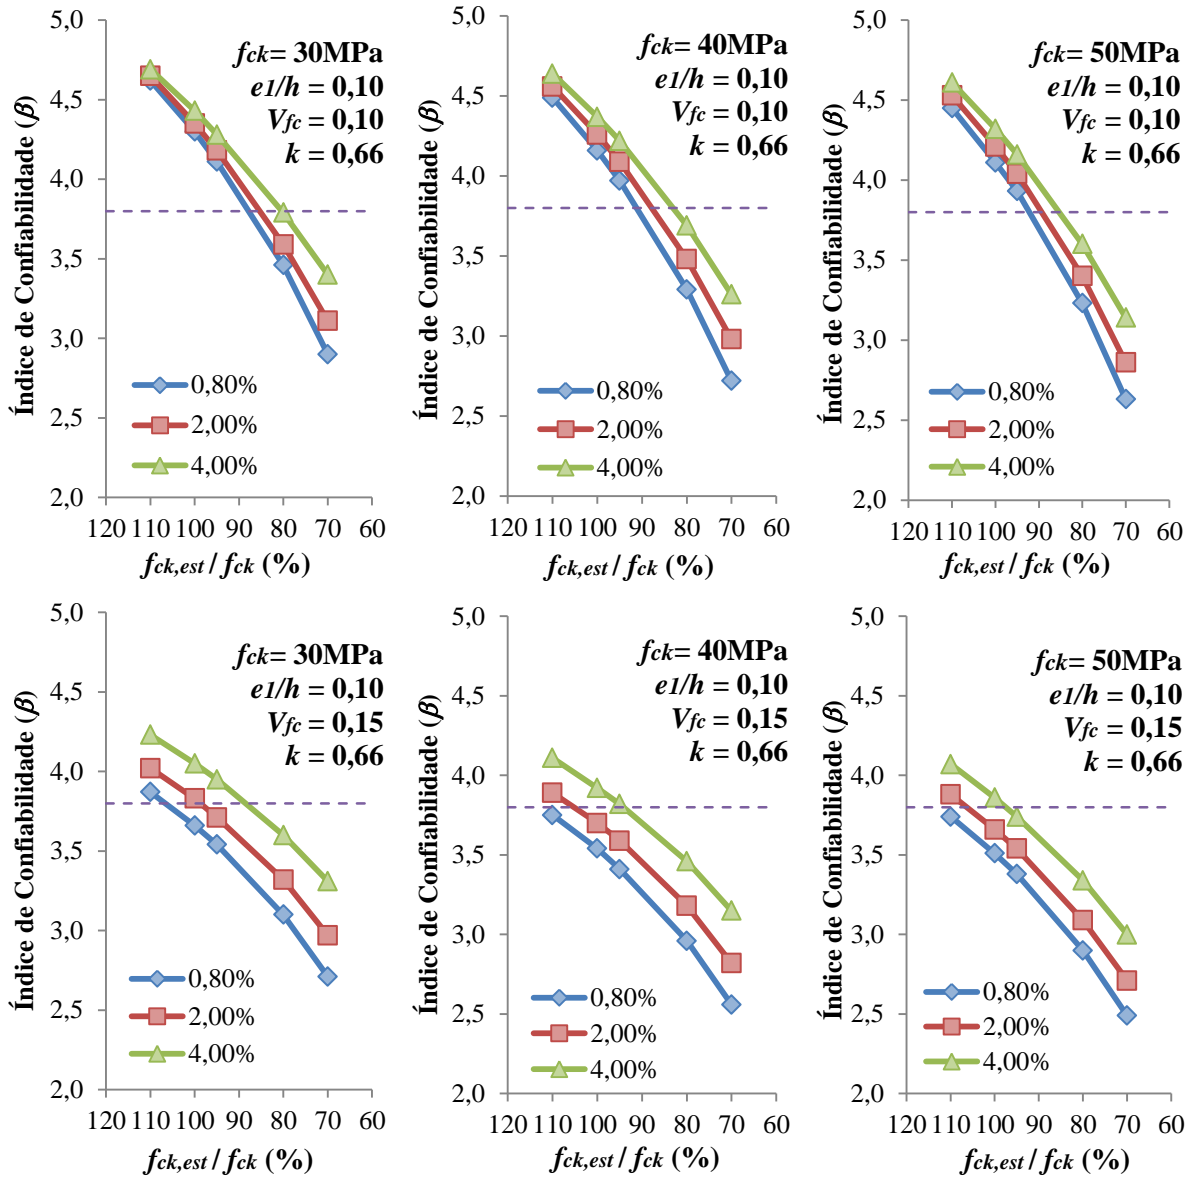 5,0
4,5
4,0
3,5
3,0
2,5
2,0
Índice de Confiabilidade (β)
fck= 30MPa
e1/h = 0,10
Vfc = 0,10
k = 0,66
0,80%
2,00%
4,00%
120 110 100 90 80 70 60
fck,est / fck (%)
5,0
4,5
4,0
3,5
3,0
2,5
2,0
Índice de Confiabilidade (β)
fck= 40MPa
e1/h = 0,10
Vfc = 0,10
k = 0,66
0,80%
2,00%
4,00%
120 110 100 90 80 70 60
fck,est / fck (%)
5,0
4,5
4,0
3,5
3,0
2,5
2,0
Índice de Confiabilidade (β)
fck= 50MPa
e1/h = 0,10
Vfc = 0,10
k = 0,66
0,80%
2,00%
4,00%
120 110 100 90 80 70 60
fck,est / fck (%)
5,0
4,5
4,0
3,5
3,0
2,5
2,0
Índice de Confiabilidade (β)
fck= 30MPa
e1/h = 0,10
Vfc = 0,15
k = 0,66
0,80%
2,00%
4,00%
120 110 100 90 80 70 60
fck,est / fck (%)
5,0
4,5
4,0
3,5
3,0
2,5
2,0
Índice de Confiabilidade (β)
fck= 40MPa
e1/h = 0,10
Vfc = 0,15
k = 0,66
0,80%
2,00%
4,00%
120 110 100 90 80 70 60
fck,est / fck (%)
5,0
4,5
4,0
3,5
3,0
2,5
2,0
Índice de Confiabilidade (β)
fck= 50MPa
e1/h = 0,10
Vfc = 0,15
k = 0,66
0,80%
2,00%
4,00%
120 110 100 90 80 70 60
fck,est / fck (%)